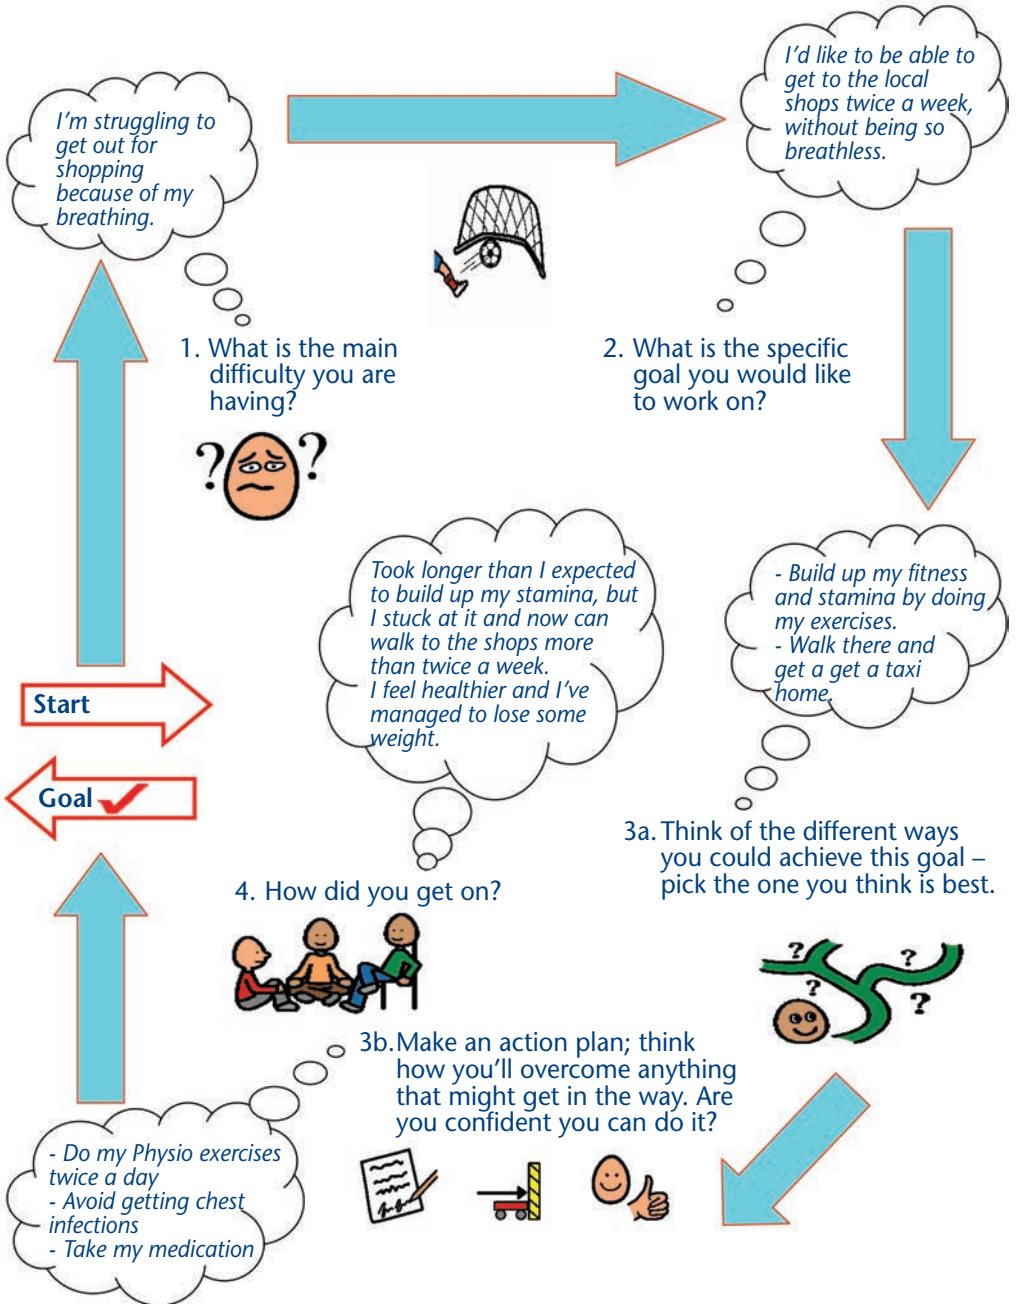 I'm struggling to
get out for
shopping
because of my
breathing.
I'd like to be able to
get to the local
shops twice a week,
without being so
breathless.
1. What is the main
difficulty you are
having?
2. What is the specific
goal you would like
to work on?
? ?
Took longer than I expected
to build up my stamina, but
I stuck at it and now can
walk to the shops more
than twice a week.
I feel healthier and I've
managed to lose some
weight.
- Build up my fitness
and stamina by doing
my exercises.
- Walk there and
get a get a taxi
home.
Start
Goal
3a. Think of the different ways
you could achieve this goal –
pick the one you think is best.
4. How did you get on?
? ?
? ?
3b. Make an action plan; think
how you'll overcome anything
that might get in the way. Are
you confident you can do it?
- Do my Physio exercises
twice a day
- Avoid getting chest
infections
- Take my medication